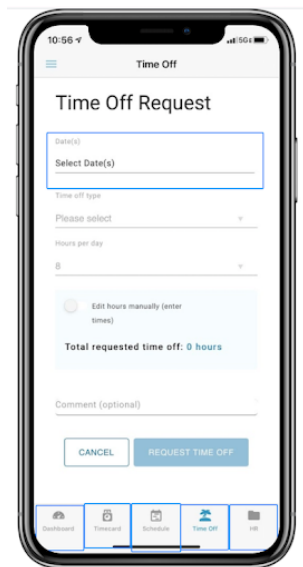 10:56
5G
Time Off
Time Off Request
Date(s)
Select Date(s)
Time off type
Please select
Hours per day
8
Edit hours manually (enter
times)
Total requested time off: 0 hours
Comment (optional)
CANCEL REQUEST TIME OFF
Dashboard Timecard Schedule Time Off HR